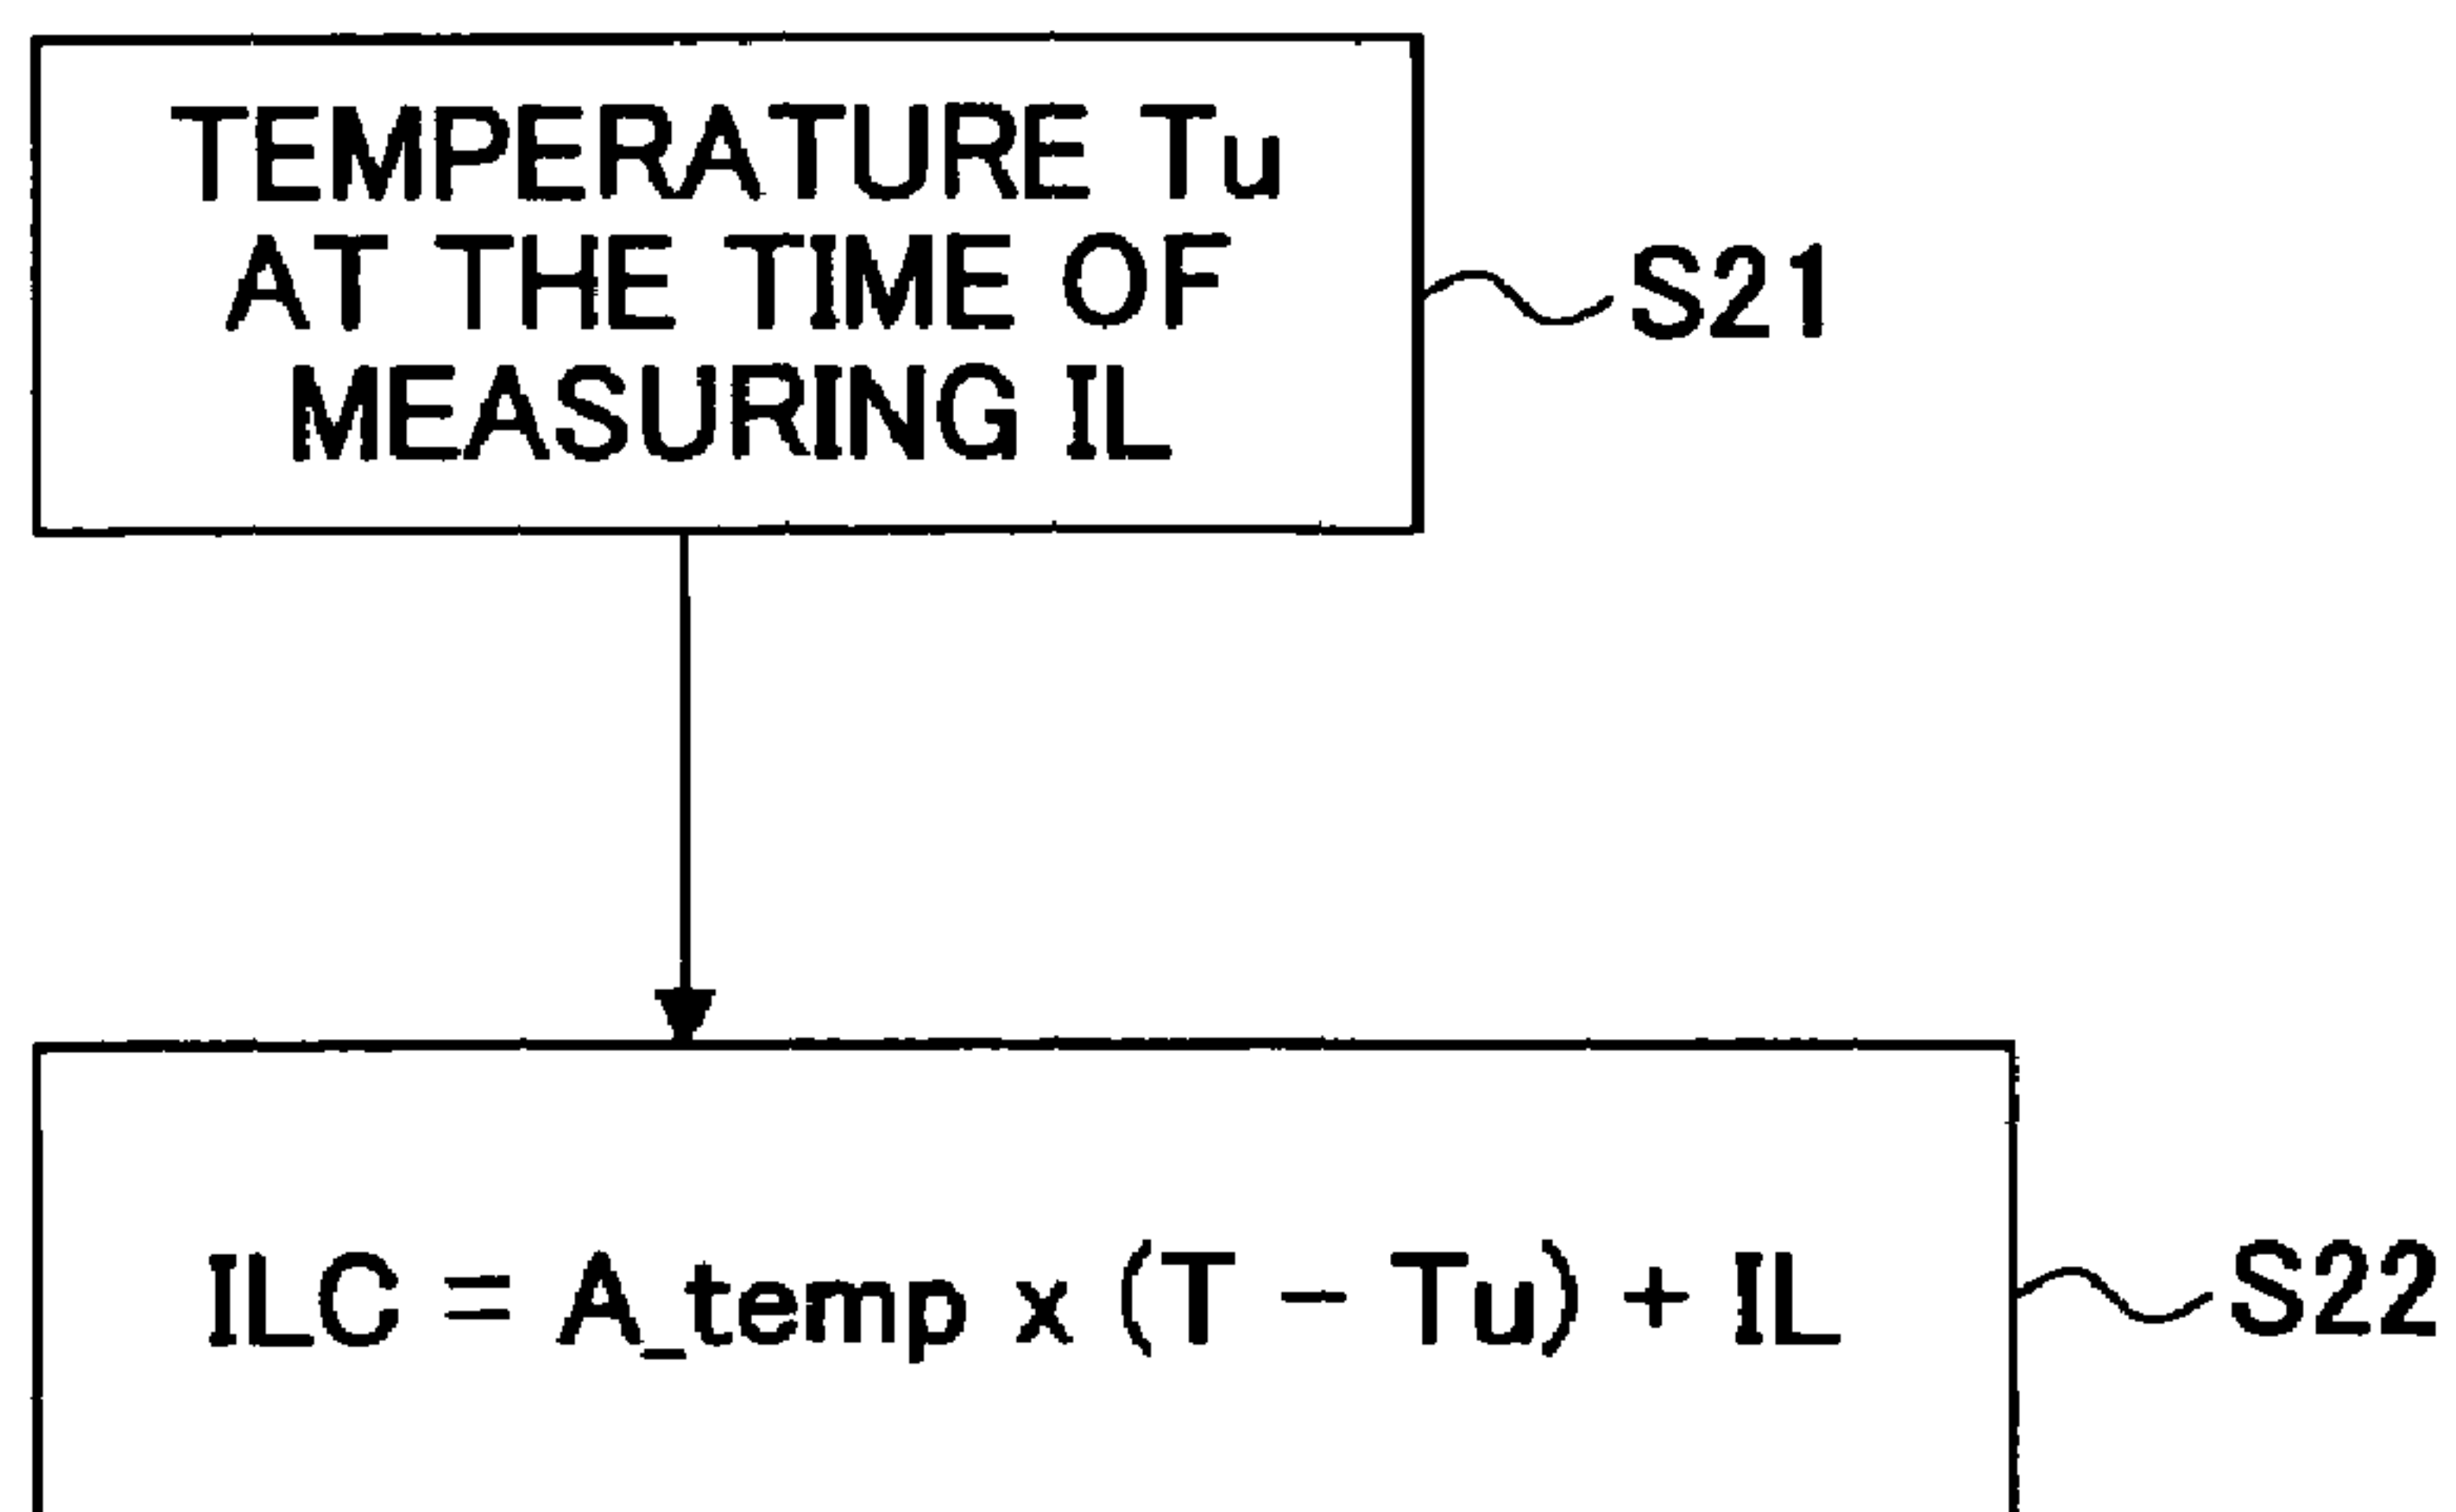 TEMPERATURE Tu
AT THE TIME OF
MEASURING IL
S21
ILC = A_temp x (T − Tu) + IL
S22